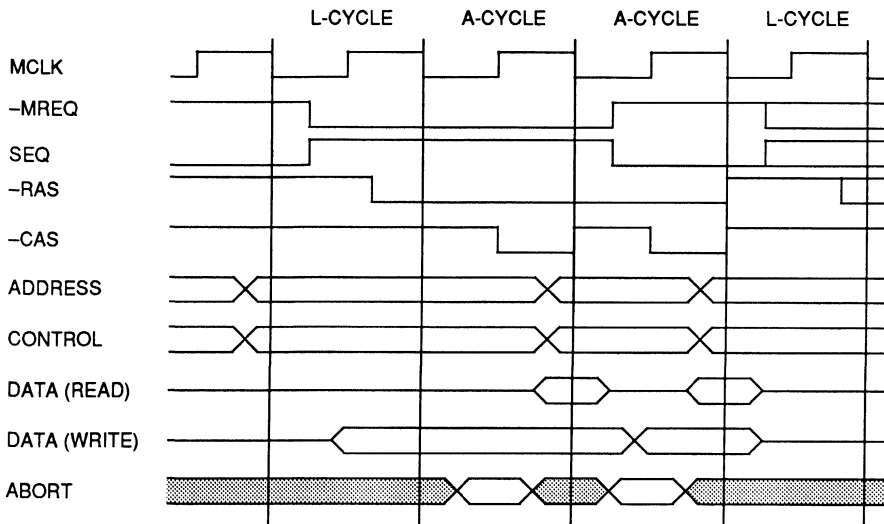 L-CYCLE A-CYCLE A-CYCLE L-CYCLE
MCLK
–MREQ
SEQ
–RAS
–CAS
ADDRESS
CONTROL
DATA (READ)
DATA (WRITE)
ABORT